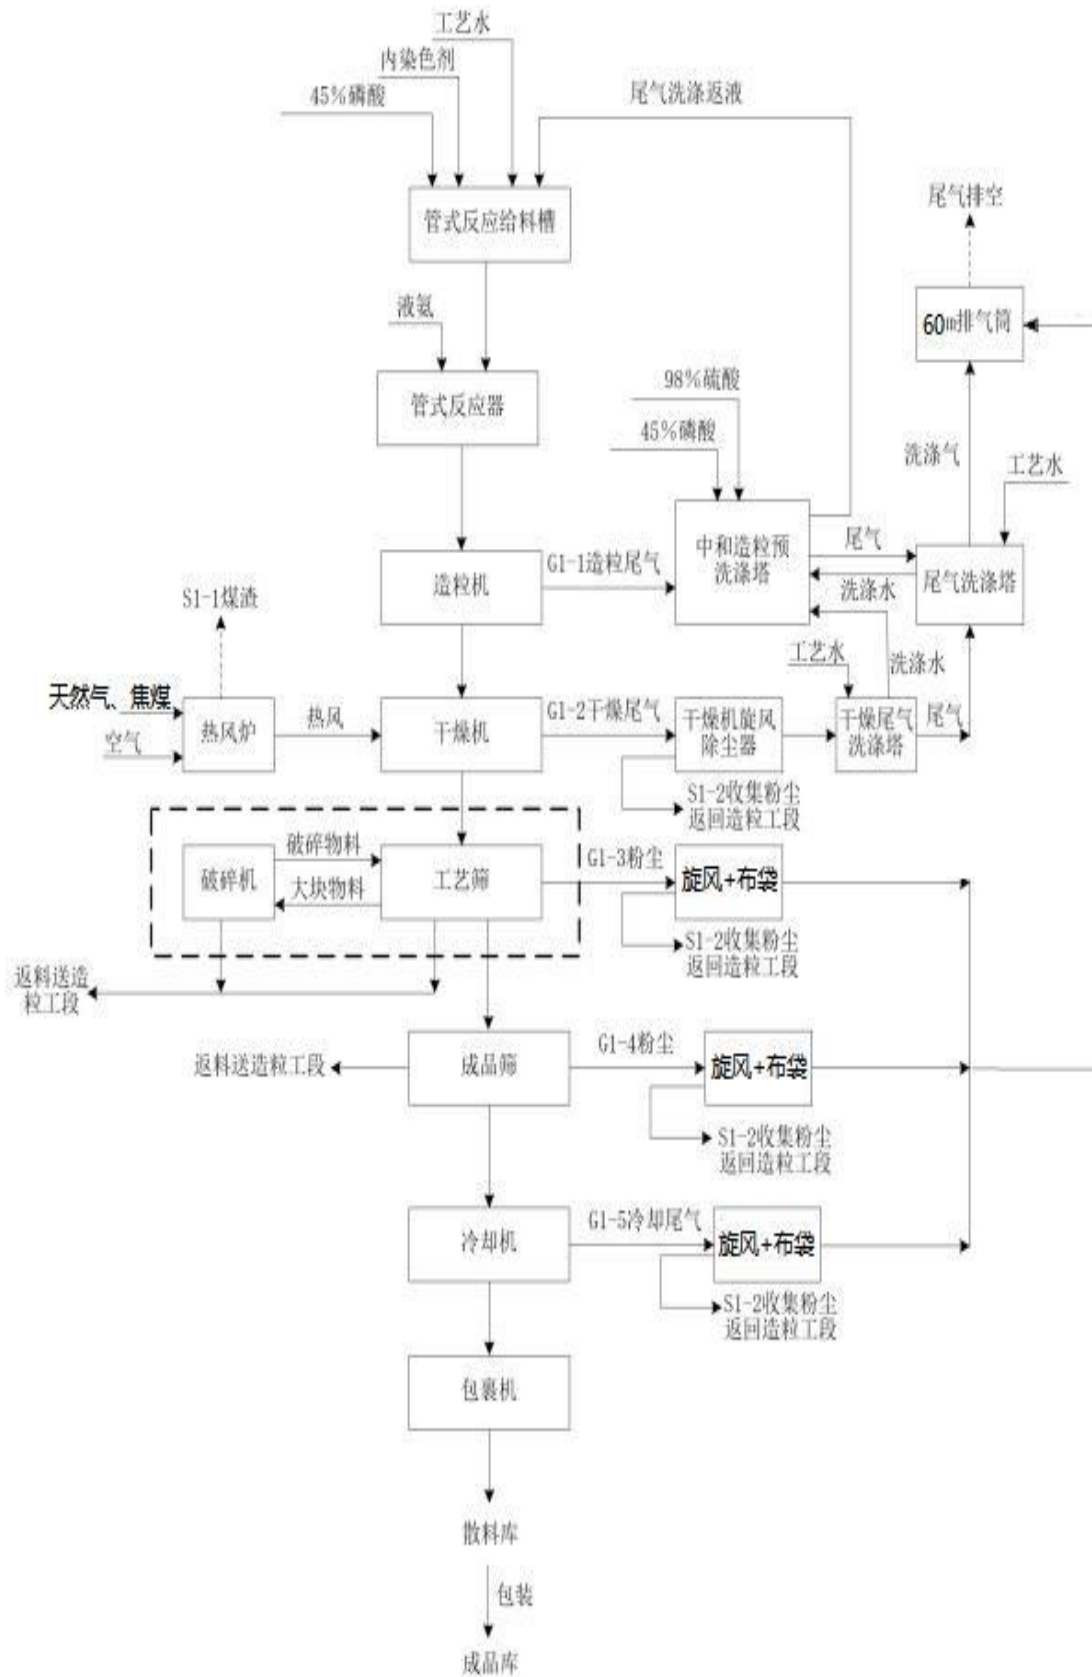 工艺水
内染色剂
45%磷酸
尾气洗涤返液
管式反应给料槽
尾气排空
液氨
60m排气筒
管式反应器
98%硫酸
45%磷酸
洗涤气
工艺水
中和造粒预
洗涤塔
尾气
洗涤水
尾气洗涤塔
G1-1造粒尾气
造粒机
S1-1煤渣
工艺水
洗涤水
天然气、焦煤
空气
热风炉
热风
干燥机
G1-2干燥尾气
干燥机旋风
除尘器
干燥尾气
洗涤塔
尾气
S1-2收集粉尘
返回造粒工段
破碎机
破碎物料
大块物料
工艺筛
G1-3粉尘
旋风+布袋
S1-2收集粉尘
返回造粒工段
返料送造
粒工段
返料送造粒工段
成品筛
G1-4粉尘
旋风+布袋
S1-2收集粉尘
返回造粒工段
冷却机
G1-5冷却尾气
旋风+布袋
S1-2收集粉尘
返回造粒工段
包裹机
散料库
包装
成品库